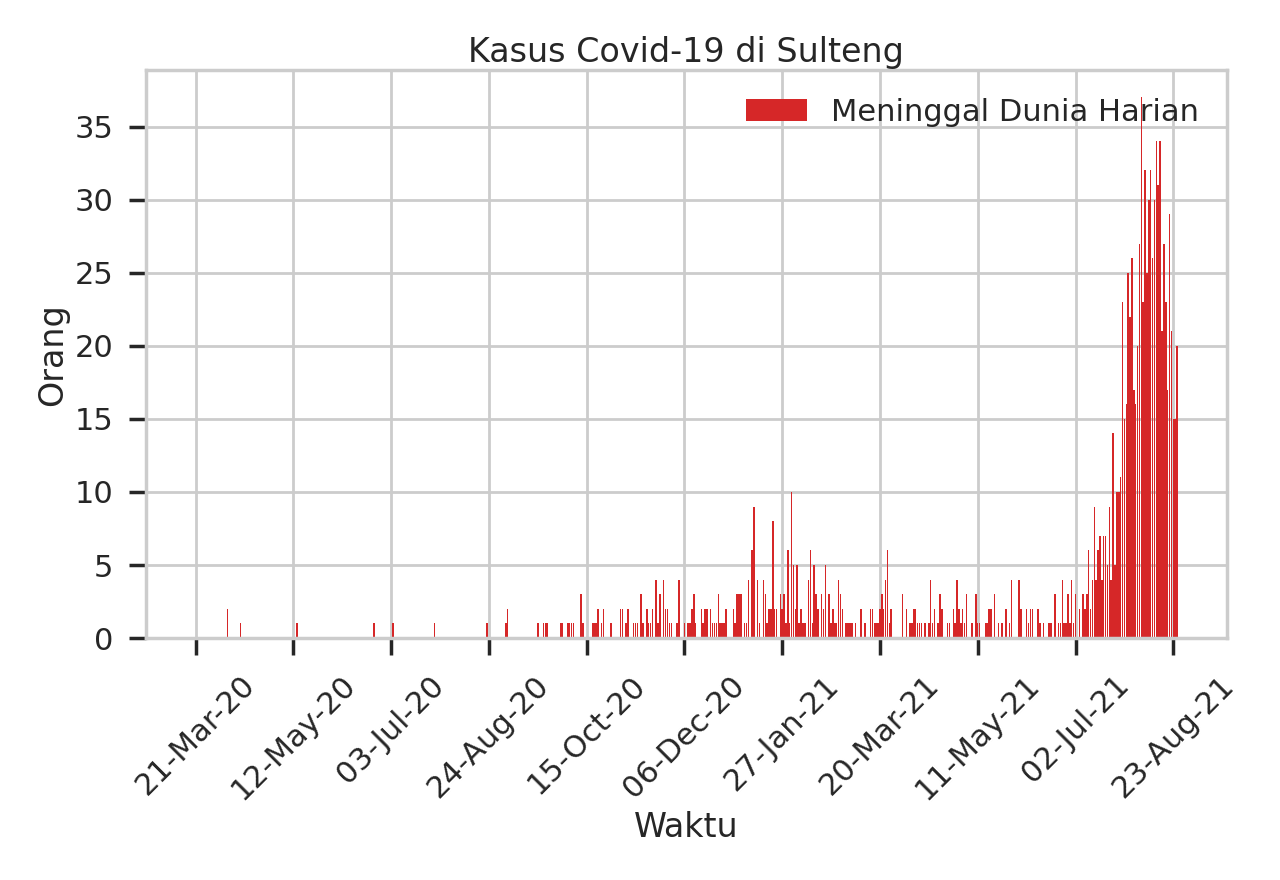 Kasus Covid-19 di Sulteng
Meninggal Dunia Harian
Orang
35
30
25
20
15
10
5
0
21-Mar-20
12-May-20
03-Jul-20
24-Aug-20
15-Oct-20
06-Dec-20
27-Jan-21
20-Mar-21
11-May-21
02-Jul-21
23-Aug-21
Waktu